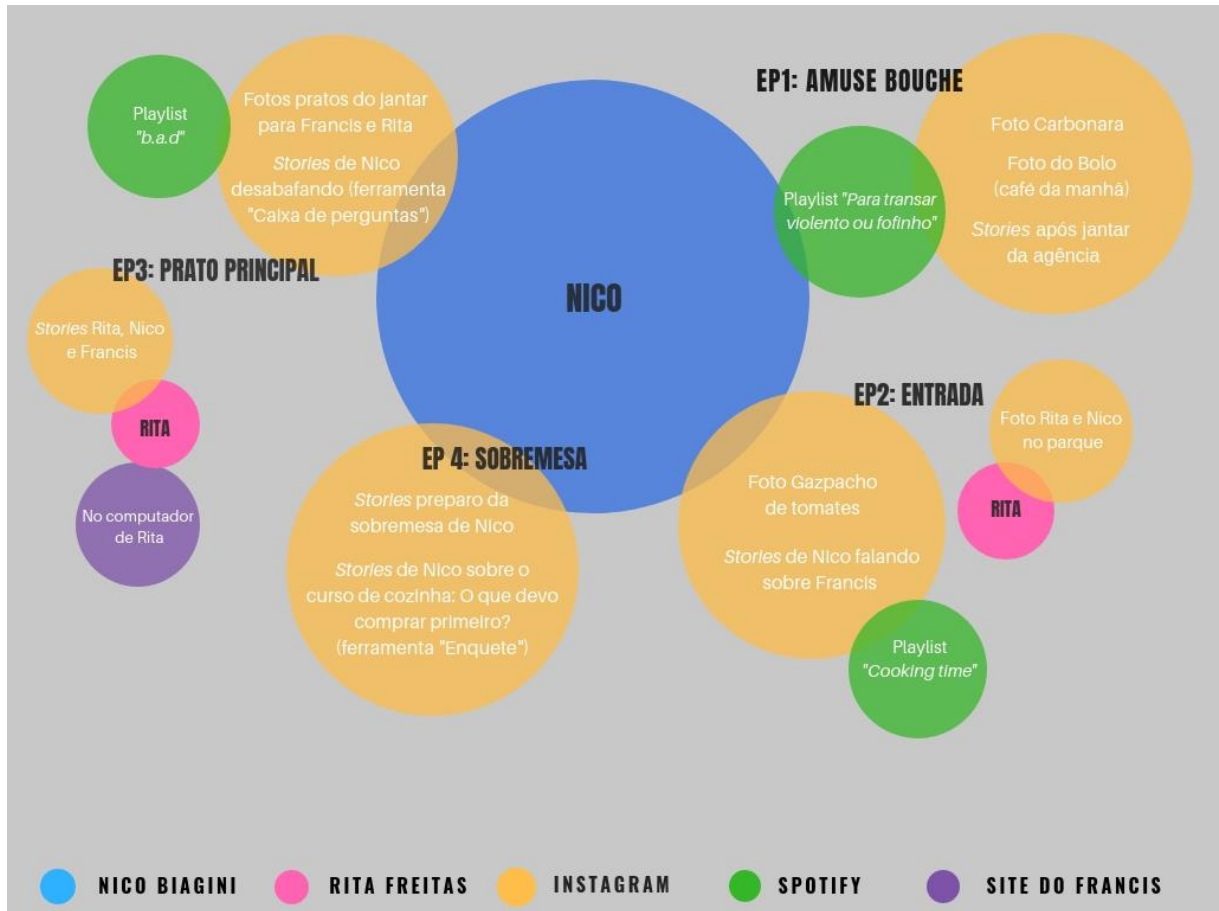 EP1: AMUSE BOUCHE
Foto Carbonara
Foto do Bolo
(café da manhã)
Stories após jantar
da agência
Playlist "Para transar
violento ou fofinho"
NICO
EP2: ENTRADA
Foto Gazpacho
de tomates
Stories de Nico falando
sobre Francis
Playlist
"Cooking time"
Foto Rita e Nico
no parque
RITA
EP3: PRATO PRINCIPAL
Fotos pratos do jantar
para Francis e Rita
Stories de Nico
desabafando (ferramenta
"Caixa de perguntas")
Playlist
"b.a.d"
Stories Rita, Nico
e Francis
RITA
No computador
de Rita
EP 4: SOBREMESA
Stories preparo da
sobremesa de Nico
Stories de Nico sobre o
curso de cozinha: O que devo
comprar primeiro?
(ferramenta "Enquete")
NICO BIAGINI
RITA FREITAS
INSTAGRAM
SPOTIFY
SITE DO FRANCIS